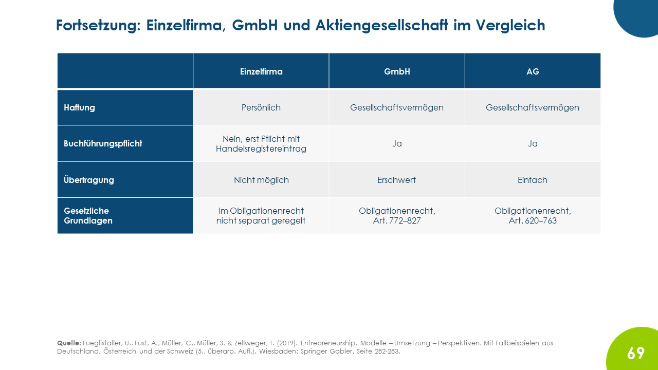 Fortsetzung: Einzelfirma, GmbH und Aktiengesellschaft im Vergleich
Einzelfirma GmbH AG
Haftung Persönlich Gesellschaftsvermögen Gesellschaftsvermögen
Buchführungspflicht Nein, erst Pflicht mit Handelsregistereintrag Ja Ja
Übertragung Nicht möglich Erschwert Einfach
Gesetzliche Grundlagen Im Obligationenrecht nicht separat geregelt Obligationenrecht, Art. 772–827 Obligationenrecht, Art. 620–763
Quelle: Fueglistaller, U., Fust, A., Müller, C., Müller, S. & Zellweger, T. (2019). Entrepreneurship. Modelle – Umsetzung – Perspektiven. Mit Fallbeispielen aus
Deutschland, Österreich und der Schweiz (5., überarb. Aufl.). Wiesbaden: Springer Gabler. Seite 282-283.
69